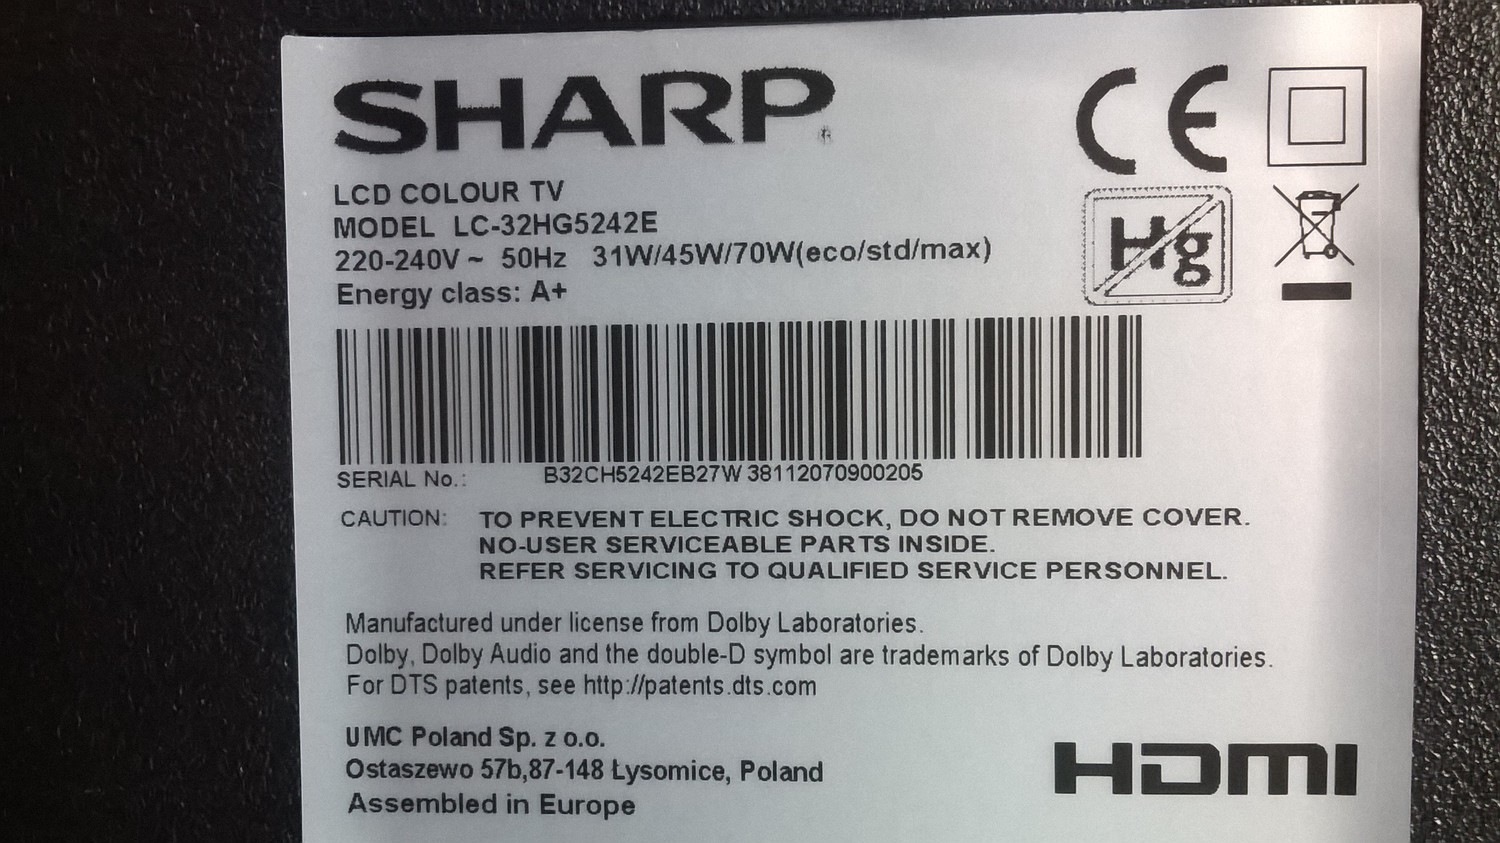 SHARP®
LCD COLOUR TV
MODEL LC-32HG5242E
220-240V ~ 50Hz 31W/45W/70W(eco/std/max)
Energy class: A+
CE
Hg
SERIAL No.: B32CH5242EB27W 38112070900205
CAUTION: TO PREVENT ELECTRIC SHOCK, DO NOT REMOVE COVER.
NO-USER SERVICEABLE PARTS INSIDE.
REFER SERVICING TO QUALIFIED SERVICE PERSONNEL.
Manufactured under license from Dolby Laboratories.
Dolby, Dolby Audio and the double-D symbol are trademarks of Dolby Laboratories.
For DTS patents, see http://patents.dts.com
UMC Poland Sp. z o.o.
Ostaszewo 57b,87-148 Łysomice, Poland
Assembled in Europe
HDMI